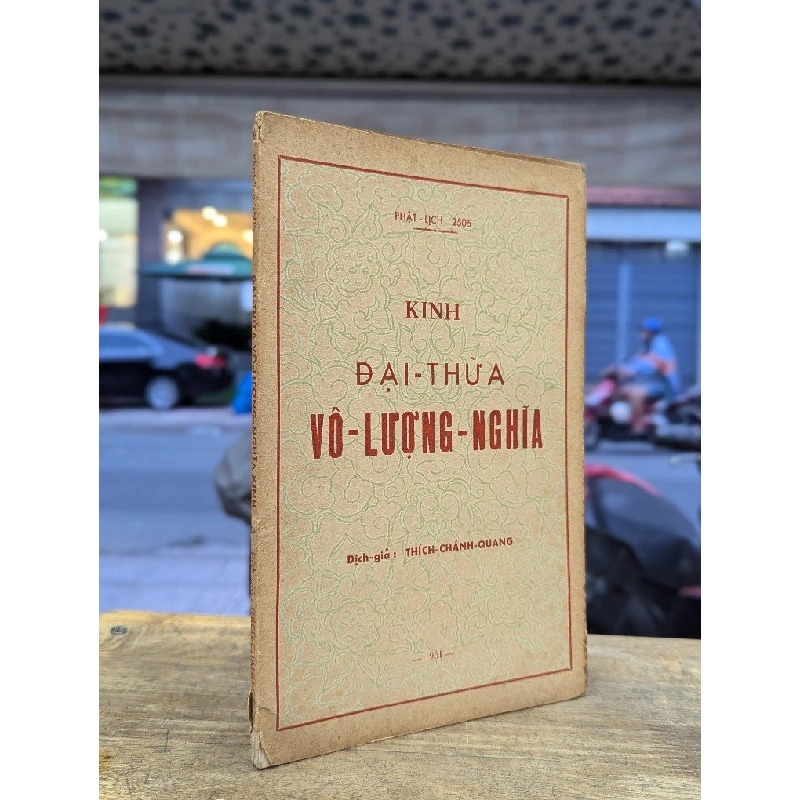 PHẬT - LỊCH 2505
KINH
ĐẠI-THỪA
VÔ-LƯỢNG-NGHĨA
Dịch-giả : THÍCH-CHÁNH-QUANG